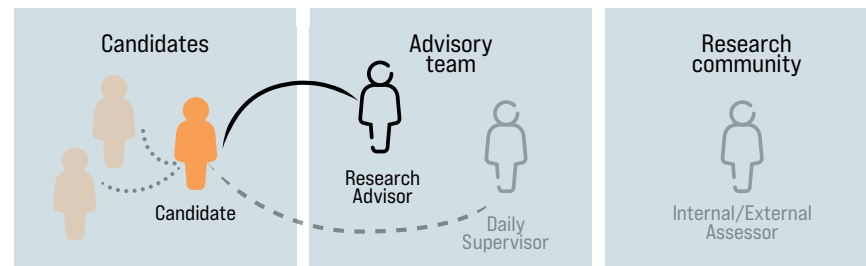 Candidates
Advisory
team
Research
community
Research
Advisor
Candidate
Daily
Supervisor
Internal/External
Assessor